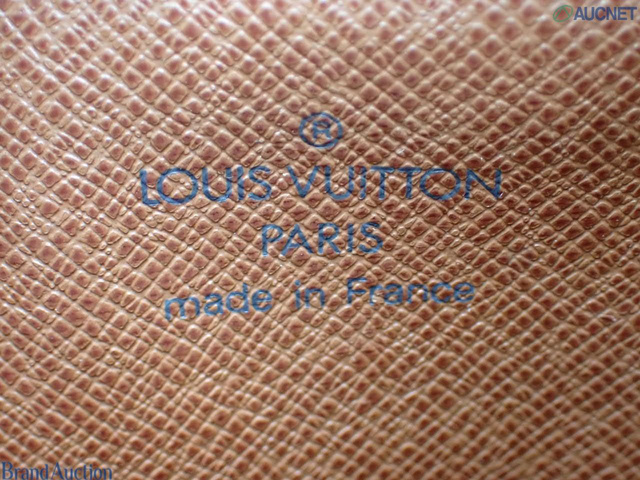 AUCNET
®
LOUIS VUITTON
PARIS
made in France
BrandAuction